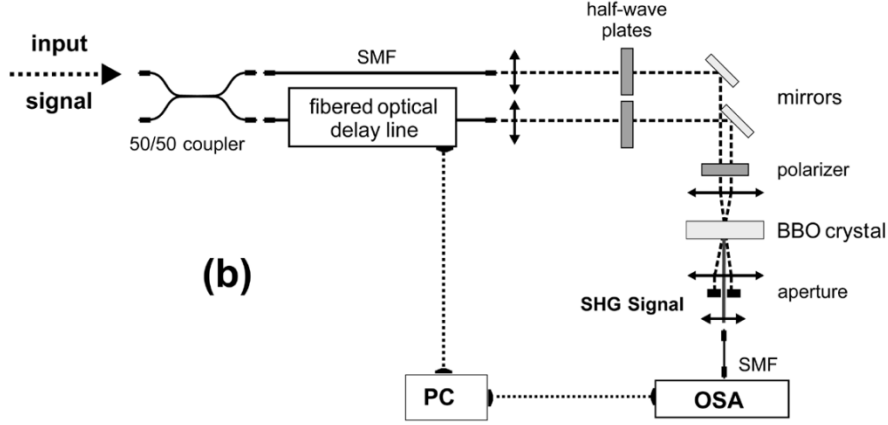 half-wave
plates
input
signal
SMF
fibered optical
delay line
50/50 coupler
mirrors
polarizer
BBO crystal
(b)
aperture
SHG Signal
SMF
PC
OSA